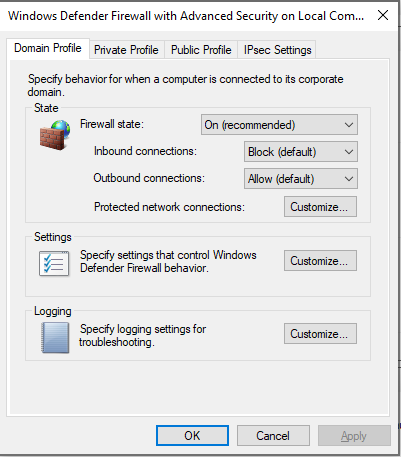 Windows Defender Firewall with Advanced Security on Local Com...
Domain Profile Private Profile Public Profile IPsec Settings
Specify behavior for when a computer is connected to its corporate
domain.
State
Firewall state: On (recommended)
Inbound connections: Block (default)
Outbound connections: Allow (default)
Protected network connections: Customize...
Settings
Specify settings that control Windows
Defender Firewall behavior.
Customize...
Logging
Specify logging settings for
troubleshooting.
Customize...
OK Cancel Apply